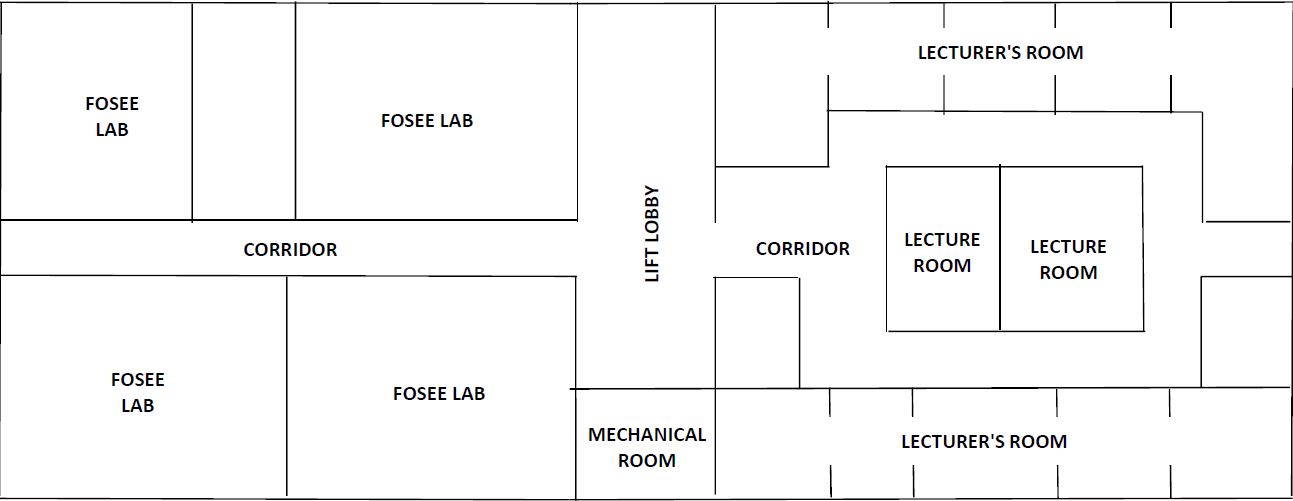 LECTURER'S ROOM
FOSEE
LAB
FOSEE LAB
LIFT LOBBY
CORRIDOR
CORRIDOR
LECTURE
ROOM
LECTURE
ROOM
FOSEE
LAB
FOSEE LAB
MECHANICAL
ROOM
LECTURER'S ROOM